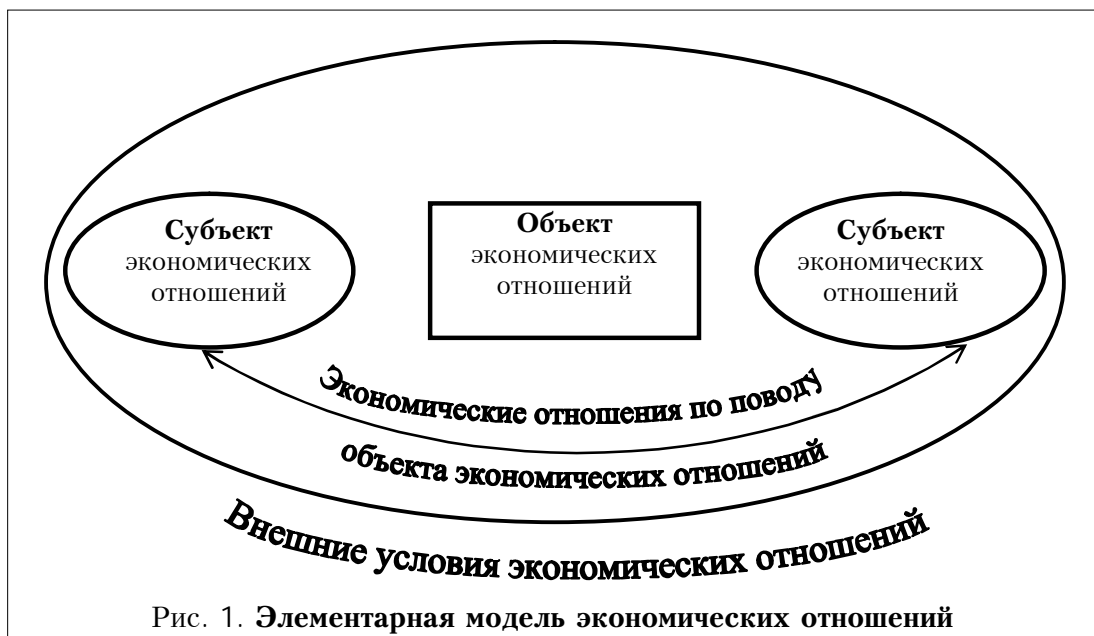 Субъект
экономических
отношений
Объект
экономических
отношений
Субъект
экономических
отношений
Экономические отношения по поводу
объекта экономических отношений
Внешние условия экономических отношений
Рис. 1. Элементарная модель экономических отношений